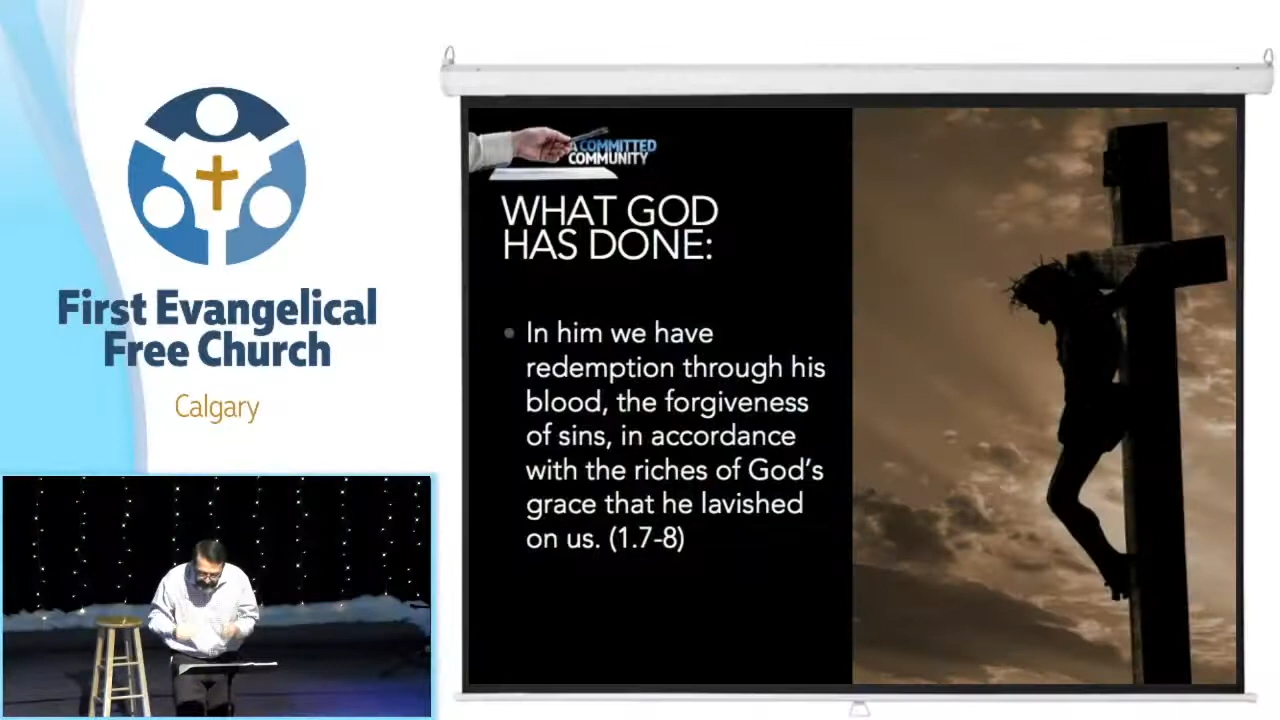 First Evangelical
Free Church
Calgary
A COMMITTED
COMMUNITY
WHAT GOD
HAS DONE:
• In him we have
redemption through his
blood, the forgiveness
of sins, in accordance
with the riches of God's
grace that he lavished
on us. (1.7-8)